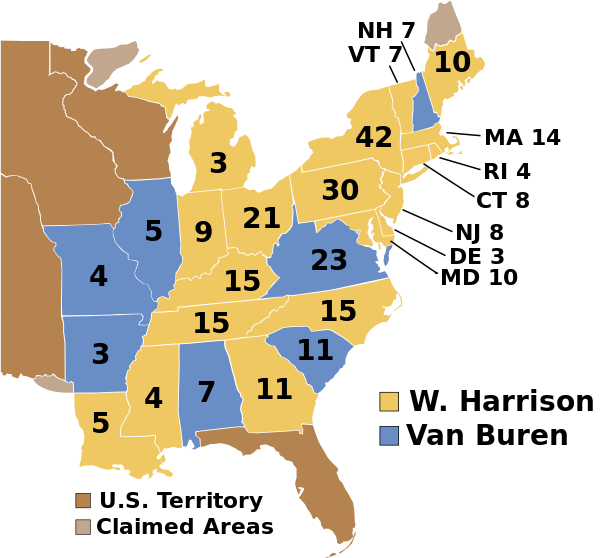 NH 7
VT 7
10
42
MA 14
3
RI 4
30
CT 8
5
9
21
NJ 8
23
DE 3
4
15
MD 10
15
15
3
11
7
4
11
5
W. Harrison
Van Buren
U.S. Territory
Claimed Areas